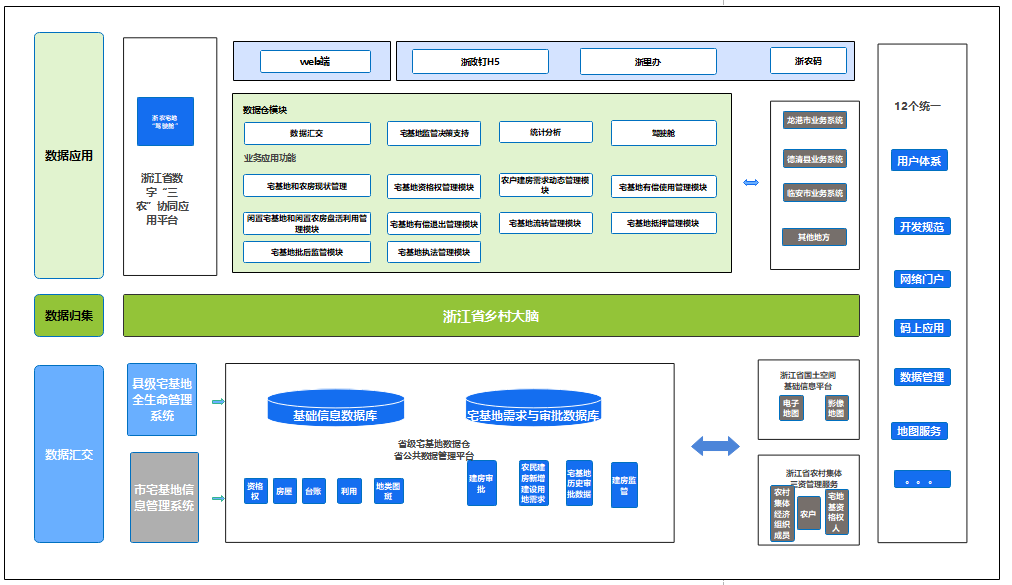 数据应用
浙农宅地
“驾驶舱”
浙江省数
字“三
农”协同应
用平台
web端
浙政钉H5
浙里办
浙农码
数据仓模块
数据汇交
宅基地监管决策支持
统计分析
驾驶舱
业务应用功能
宅基地和农房现状管理
宅基地资格权管理模块
农户建房需求动态管理模
块
宅基地有偿使用管理模块
闲置宅基地和闲置农房盘活利用管
理模块
宅基地有偿退出管理模块
宅基地流转管理模块
宅基地抵押管理模块
宅基地批后监管模块
宅基地执法管理模块
龙港市业务系统
德清县业务系统
临安市业务系统
其他地方
12个统一
用户体系
开发规范
网络门户
码上应用
数据管理
地图服务
。。。
数据归集
浙江省乡村大脑
数据汇交
县级宅基地
全生命管理
系统
市宅基地信
息管理系统
基础信息数据库
宅基地需求与审批数据库
省级宅基地数据仓
省公共数据管理平台
资格
权
房屋
台账
利用
地类图
斑
建房审
批
农民建
房新增
建设用
地需求
宅基地
历史审
批数据
建房监
管
浙江省国土空间
基础信息平台
电子
地图
影像
地图
浙江省农村集体
三资管理服务
农村
集体
经济
组织
成员
农户
宅地
基资
格权
人